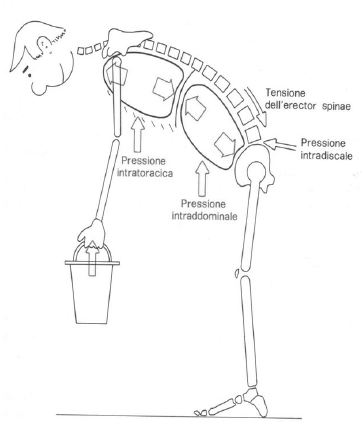 Tensione
dell'erector spinae
Pressione
intradiscale
Pressione
intratoracica
Pressione
intraddominale